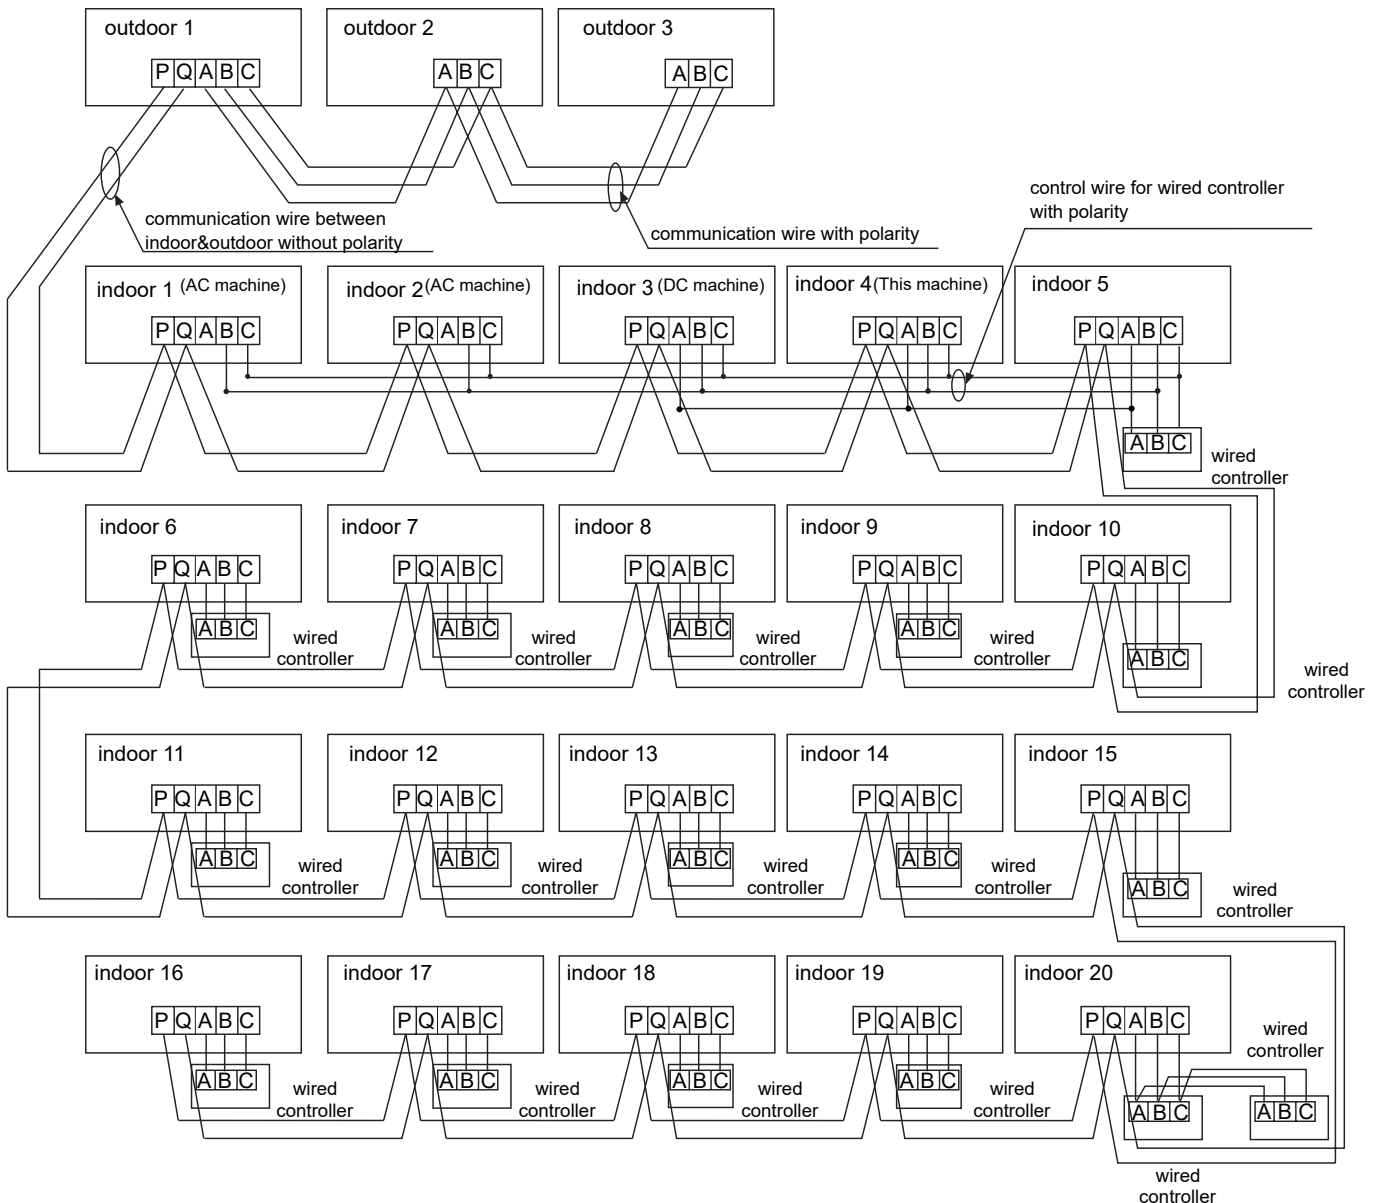 outdoor 1
outdoor 2
outdoor 3
P Q A B C
A B C
A B C
control wire for wired controller
with polarity
communication wire between
indoor&outdoor without polarity
communication wire with polarity
indoor 1 (AC machine)
indoor 2 (AC machine)
indoor 3 (DC machine)
indoor 4 (This machine)
indoor 5
P Q A B C
P Q A B C
P Q A B C
P Q A B C
P Q A B C
A B C
wired
controller
indoor 6
indoor 7
indoor 8
indoor 9
indoor 10
P Q A B C
P Q A B C
P Q A B C
P Q A B C
P Q A B C
A B C
wired
controller
A B C
wired
controller
A B C
wired
controller
A B C
wired
controller
A B C
wired
controller
indoor 11
indoor 12
indoor 13
indoor 14
indoor 15
P Q A B C
P Q A B C
P Q A B C
P Q A B C
P Q A B C
A B C
wired
controller
A B C
wired
controller
A B C
wired
controller
A B C
wired
controller
A B C
wired
controller
indoor 16
indoor 17
indoor 18
indoor 19
indoor 20
P Q A B C
P Q A B C
P Q A B C
P Q A B C
P Q A B C
A B C
wired
controller
A B C
wired
controller
A B C
wired
controller
A B C
wired
controller
wired
controller
A B C
A B C
wired
controller